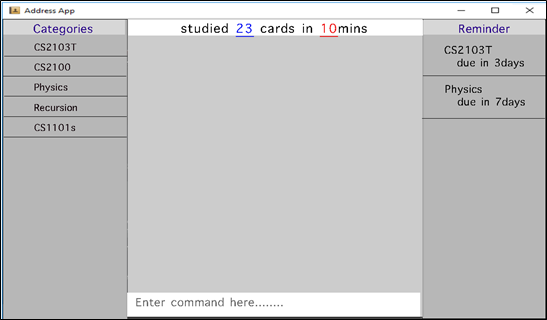 Address App
Categories
CS2103T
CS2100
Physics
Recursion
CS1101s
studied 23 cards in 10mins
Enter command here........
Reminder
CS2103T
due in 3days
Physics
due in 7days